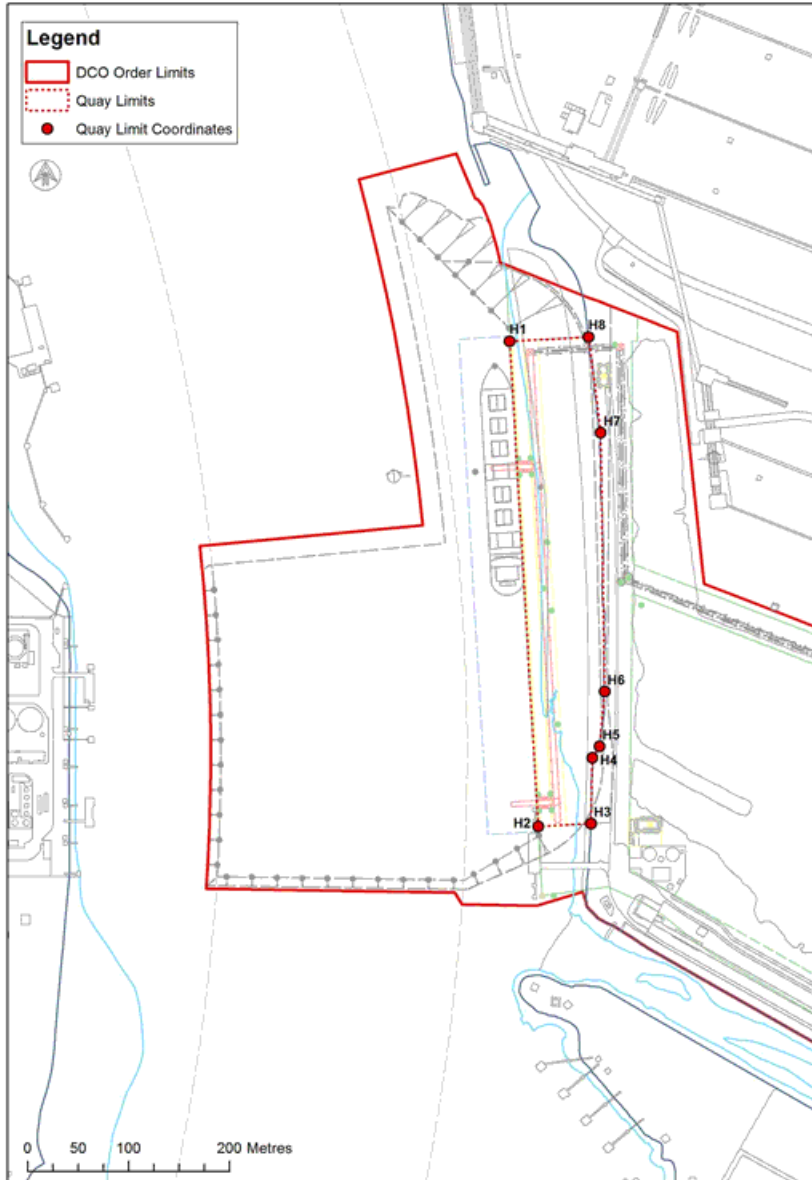 Legend
DCO Order Limits
Quay Limits
Quay Limit Coordinates
H1
H8
H7
H6
H5
H4
H2
H3
0 50 100 200 Metres